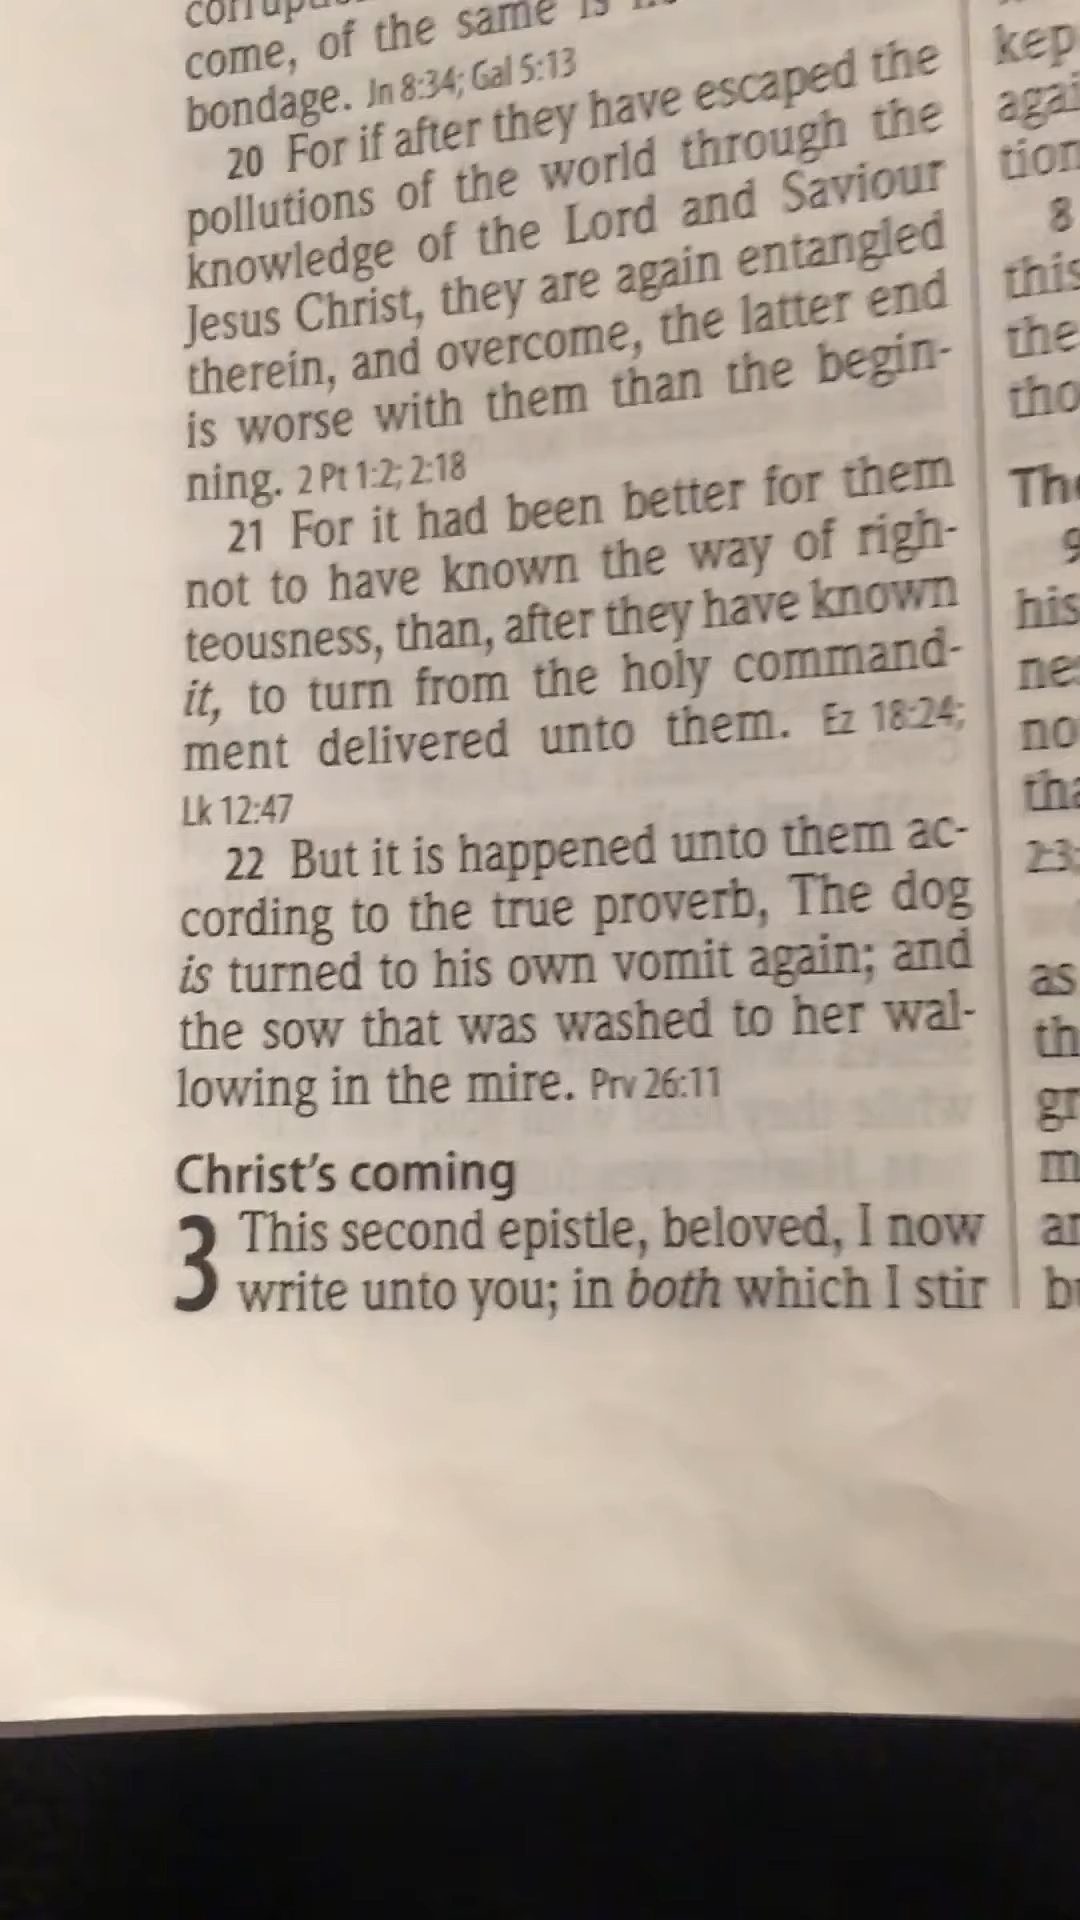 come, of the same is
bondage. Jn 8:34; Gal 5:13
20 For if after they have escaped the
pollutions of the world through the
knowledge of the Lord and Saviour
Jesus Christ, they are again entangled
therein, and overcome, the latter end
is worse with them than the begin-
ning. 2 Pt 1:2; 2:18
21 For it had been better for them
not to have known the way of righ-
teousness, than, after they have known
it, to turn from the holy command-
ment delivered unto them. Ez 18:24;
Lk 12:47
22 But it is happened unto them ac-
cording to the true proverb, The dog
is turned to his own vomit again; and
the sow that was washed to her wal-
lowing in the mire. Prv 26:11
Christ's coming
3 This second epistle, beloved, I now
write unto you; in both which I stir
kep
agai
tion
8
this
the
tho
The
9
his
no
tha
2:3;
as
th
gr
m